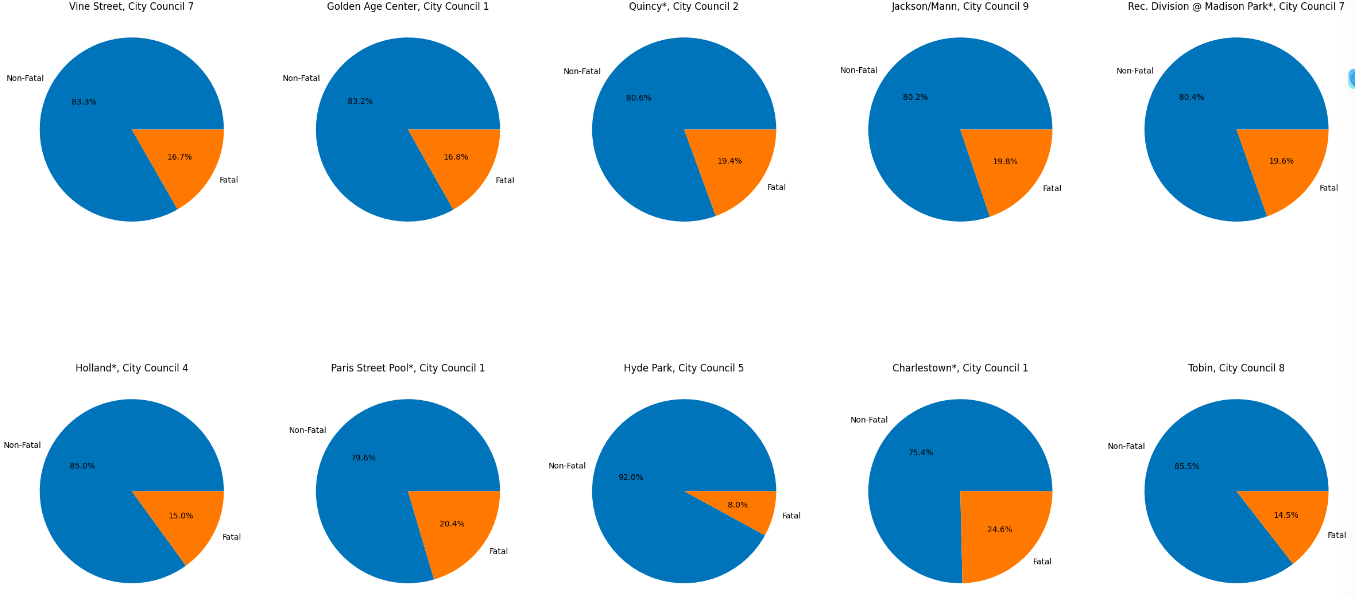 Vine Street, City Council 7
Golden Age Center, City Council 1
Quincy*, City Council 2
Jackson/Mann, City Council 9
Rec. Division @ Madison Park*, City Council 7
Non-Fatal
83.3%
16.7%
Fatal
Non-Fatal
83.2%
16.8%
Fatal
Non-Fatal
80.6%
19.4%
Fatal
Non-Fatal
80.2%
19.8%
Fatal
Non-Fatal
80.4%
19.6%
Fatal
Holland*, City Council 4
Paris Street Pool*, City Council 1
Hyde Park, City Council 5
Charlestown*, City Council 1
Tobin, City Council 8
Non-Fatal
85.0%
15.0%
Fatal
Non-Fatal
79.6%
20.4%
Fatal
Non-Fatal
92.0%
8.0%
Fatal
Non-Fatal
75.4%
24.6%
Fatal
Non-Fatal
85.5%
14.5%
Fatal